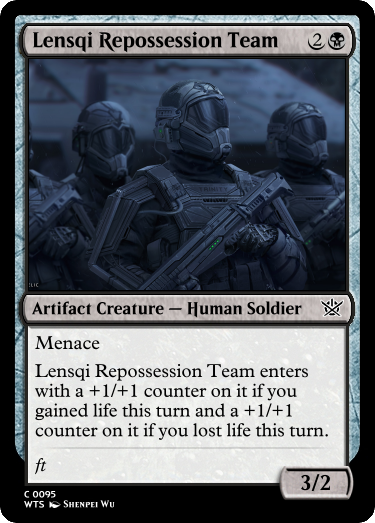 Lensqi Repossession Team 2
Artifact Creature — Human Soldier
Menace
Lensqi Repossession Team enters
with a +1/+1 counter on it if you
gained life this turn and a +1/+1
counter on it if you lost life this turn.
ft
3/2
C 0095
WTS Shenpei Wu